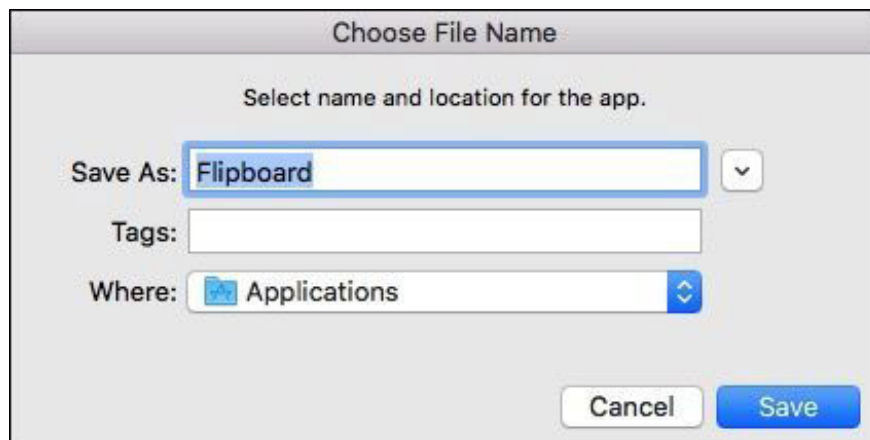 Choose File Name
Select name and location for the app.
Save As: Flipboard
Tags:
Where: Applications
Cancel Save